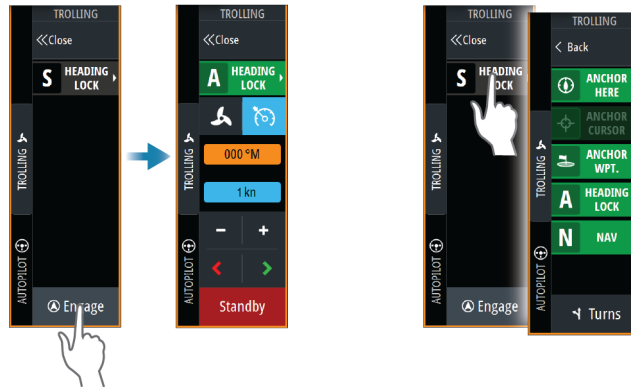 TROLLING
«Close
S HEADING
LOCK
TROLLING
AUTOPILOT
Engage
TROLLING
«Close
A HEADING
LOCK
000 °M
1 kn
- +
< >
TROLLING
AUTOPILOT
Standby
TROLLING
«Close
S HEADING
OCK
TROLLING
AUTOPILOT
Engage
TROLLING
< Back
ANCHOR
HERE
ANCHOR
CURSOR
ANCHOR
WPT.
A HEADING
LOCK
N NAV
TROLLING
AUTOPILOT
Turns